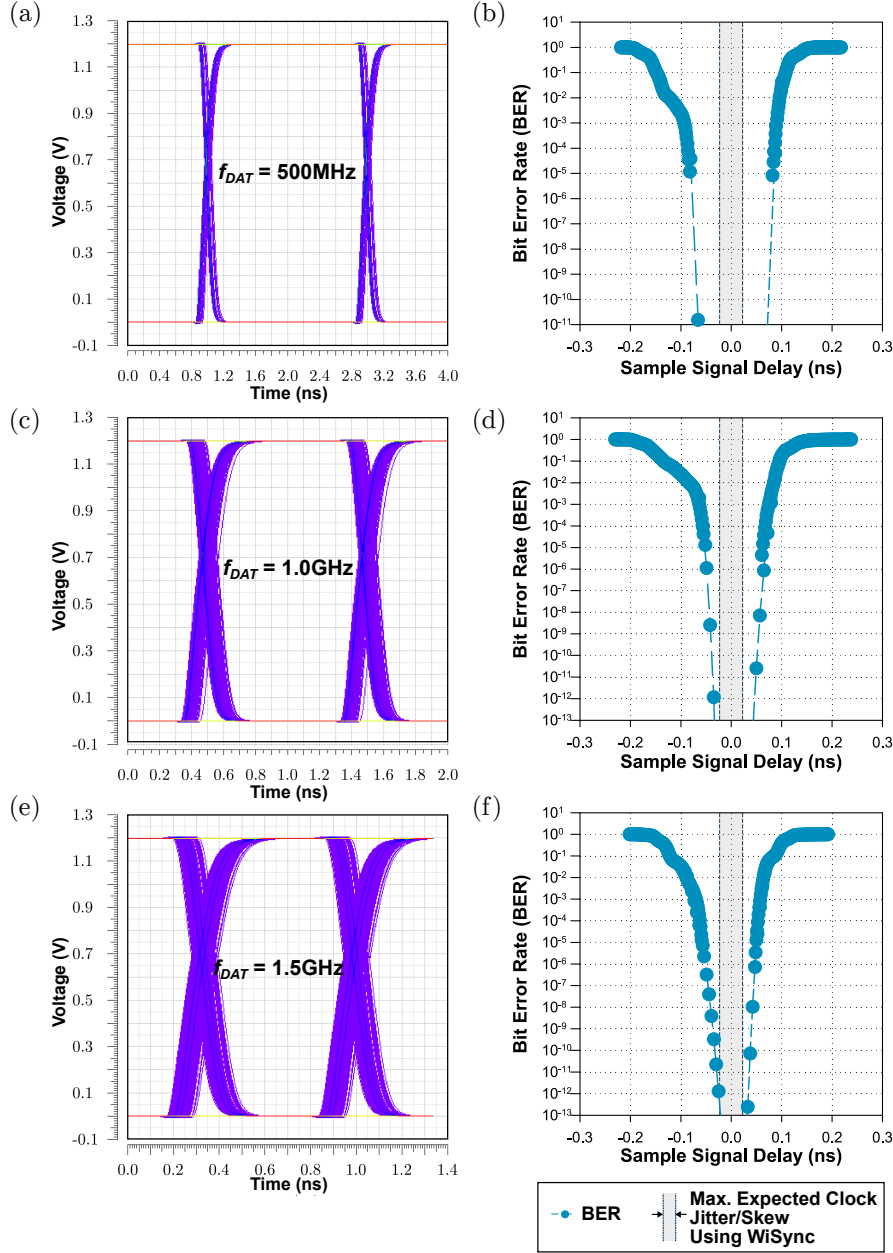 (a)
1.3
1.1
0.9
0.7
0.5
0.3
0.1
-0.1
Voltage (V)
f_DAT = 500MHz
0.0 0.4 0.8 1.2 1.6 2.0 2.4 2.8 3.2 3.6 4.0
Time (ns)
(b)
10^1
10^0
10^-1
10^-2
10^-3
10^-4
10^-5
10^-6
10^-7
10^-8
10^-9
10^-10
10^-11
Bit Error Rate (BER)
-0.3 -0.2 -0.1 0.0 0.1 0.2 0.3
Sample Signal Delay (ns)
(c)
1.3
1.1
0.9
0.7
0.5
0.3
0.1
-0.1
Voltage (V)
f_DAT = 1.0GHz
0.0 0.2 0.4 0.6 0.8 1.0 1.2 1.4 1.6 1.8 2.0
Time (ns)
(d)
10^1
10^0
10^-1
10^-2
10^-3
10^-4
10^-5
10^-6
10^-7
10^-8
10^-9
10^-10
10^-11
10^-12
10^-13
Bit Error Rate (BER)
-0.3 -0.2 -0.1 0.0 0.1 0.2 0.3
Sample Signal Delay (ns)
(e)
1.3
1.1
0.9
0.7
0.5
0.3
0.1
-0.1
Voltage (V)
f_DAT = 1.5GHz
0.0 0.2 0.4 0.6 0.8 1.0 1.2 1.4
Time (ns)
(f)
10^1
10^0
10^-1
10^-2
10^-3
10^-4
10^-5
10^-6
10^-7
10^-8
10^-9
10^-10
10^-11
10^-12
10^-13
Bit Error Rate (BER)
-0.3 -0.2 -0.1 0.0 0.1 0.2 0.3
Sample Signal Delay (ns)
BER
Max. Expected Clock
Jitter/Skew
Using WiSync